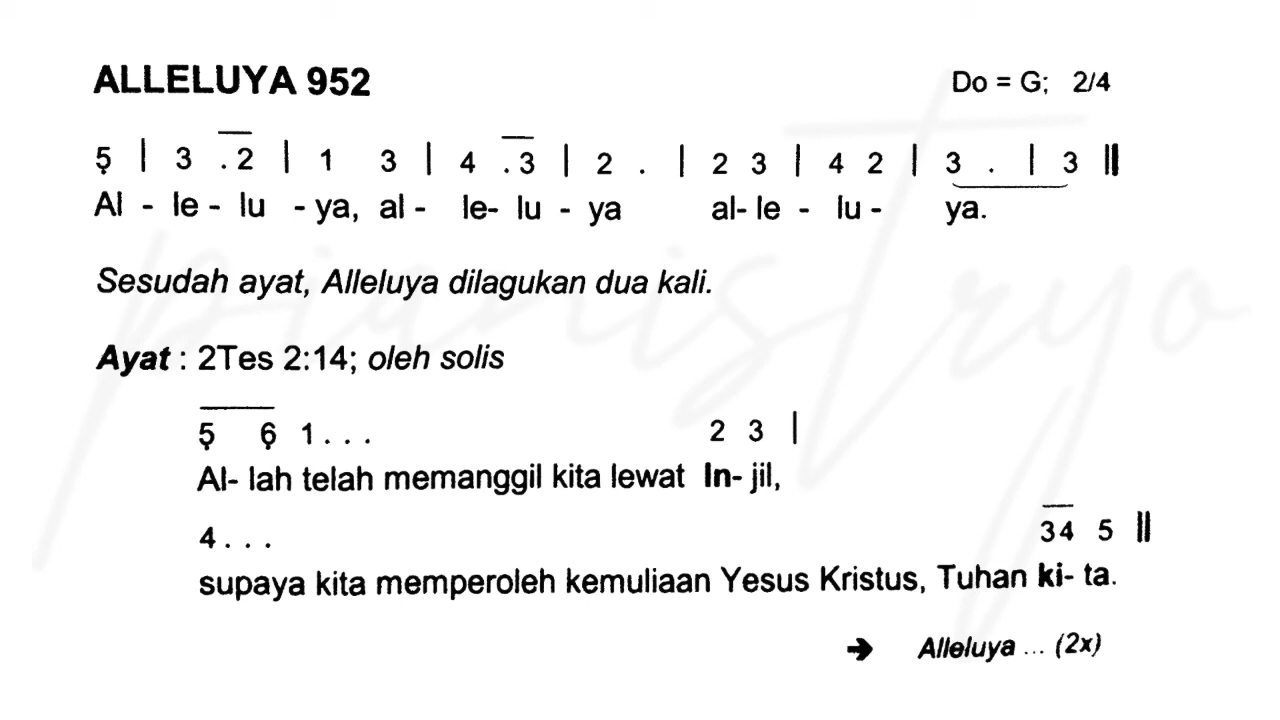 ALLELUYA 952 Do = G; 2/4
5̣ | 3 .2 | 1 3 | 4 .3 | 2 . | 2 3 | 4 2 | 3 . | 3 ||
Al - le - lu - ya, al - le- lu - ya al- le - lu - ya.
Sesudah ayat, Alleluya dilagukan dua kali.
Ayat : 2Tes 2:14; oleh solis
5̣ 6̣ 1 . . . 2 3 |
Al- lah telah memanggil kita lewat In- jil,
4 . . . 34 5 ||
supaya kita memperoleh kemuliaan Yesus Kristus, Tuhan ki- ta.
➔ Alleluya ... (2x)
pianistryo